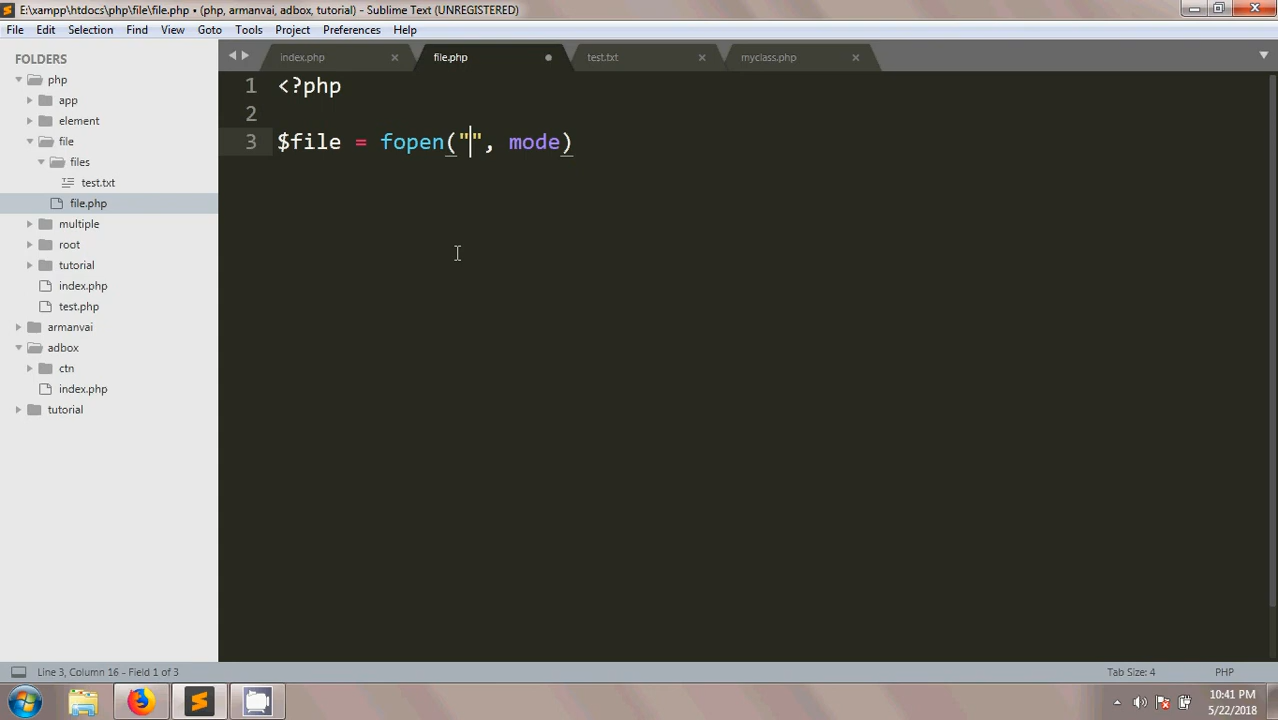 E:\xampp\htdocs\php\file\file.php • (php, armanvai, adbox, tutorial) - Sublime Text (UNREGISTERED)
File Edit Selection Find View Goto Tools Project Preferences Help
FOLDERS
php
app
element
file
files
test.txt
file.php
multiple
root
tutorial
index.php
test.php
armanvai
adbox
ctn
index.php
tutorial
index.php file.php test.txt myclass.php
1 <?php
2
3 $file = fopen("", mode)
Line 3, Column 16 - Field 1 of 3 Tab Size: 4 PHP
10:41 PM
5/22/2018